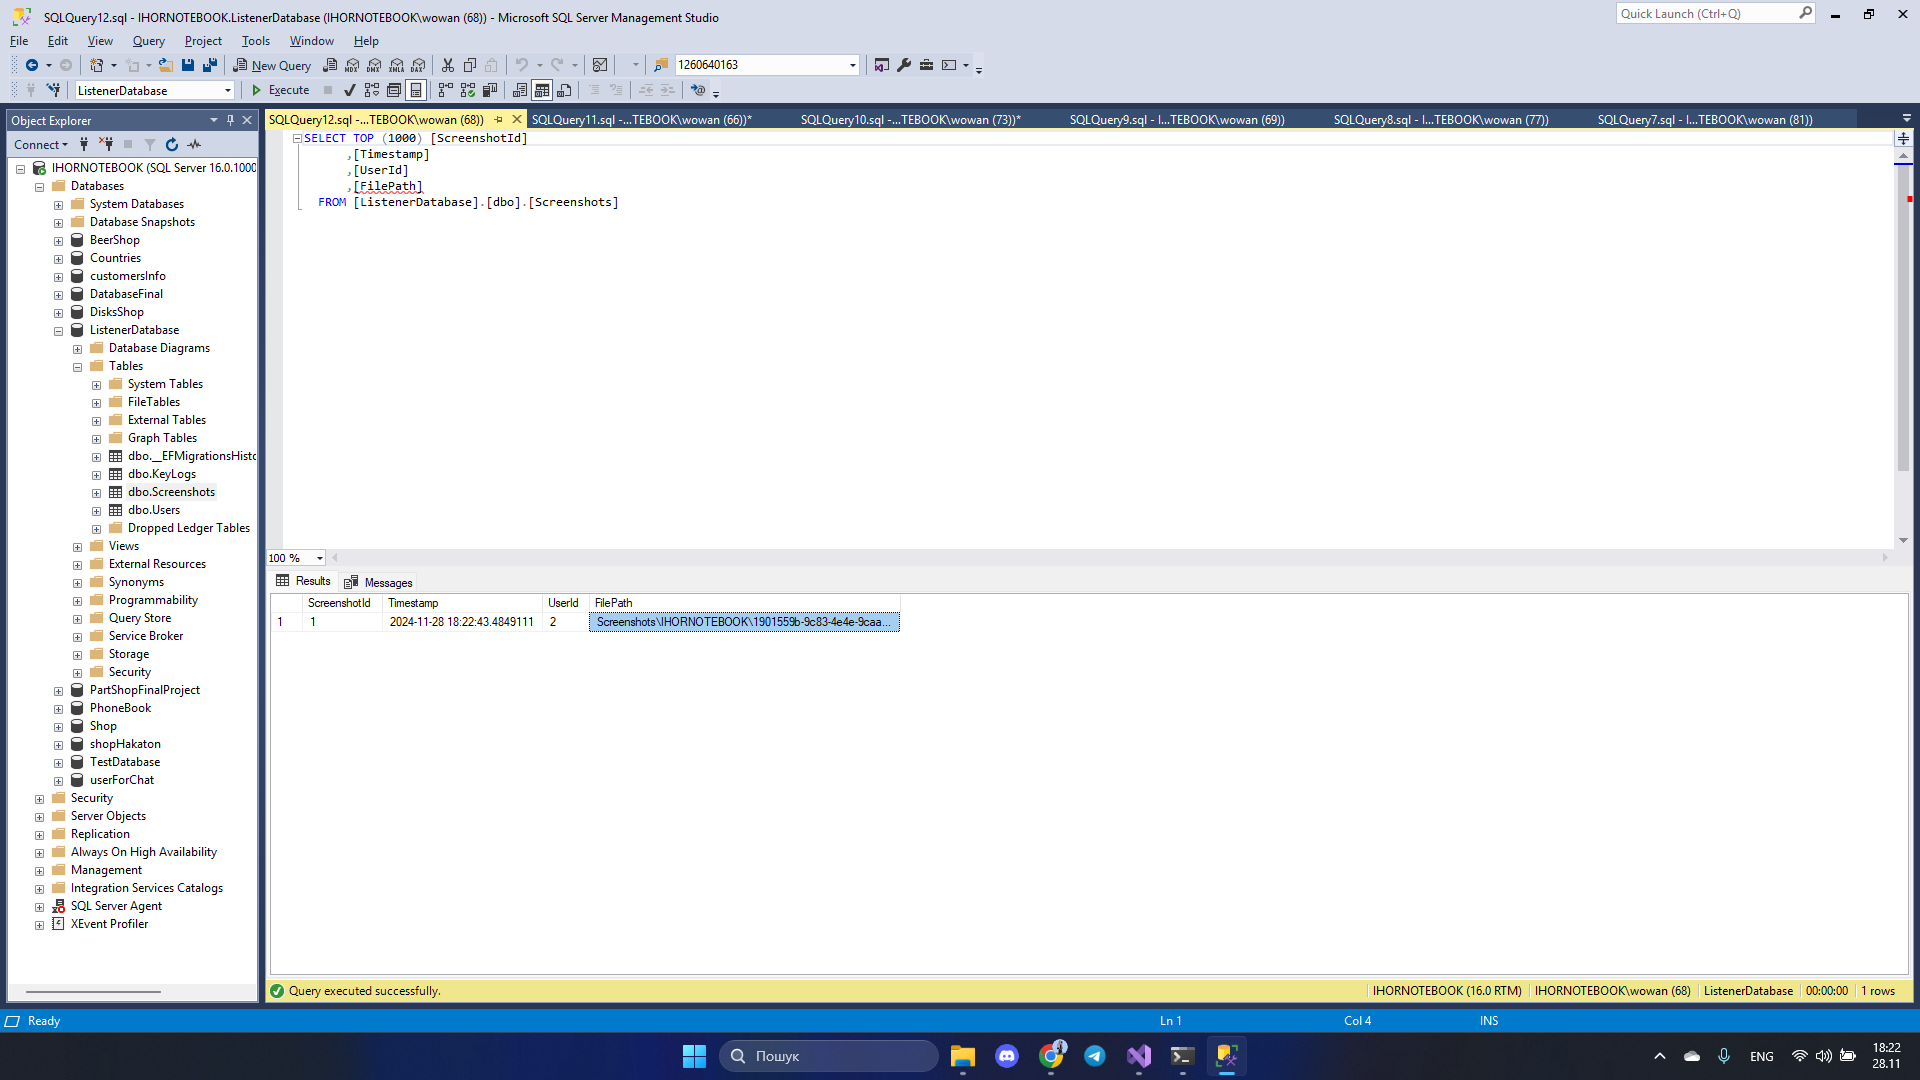 SQLQuery12.sql - IHORNOTEBOOK.ListenerDatabase (IHORNOTEBOOK\wowan (68)) - Microsoft SQL Server Management Studio
Quick Launch (Ctrl+Q)
File Edit View Query Project Tools Window Help
New Query
MDX DMX XMLA DAX
1260640163
ListenerDatabase
Execute
Object Explorer
Connect
IHORNOTEBOOK (SQL Server 16.0.1000
Databases
System Databases
Database Snapshots
BeerShop
Countries
customersInfo
DatabaseFinal
DisksShop
ListenerDatabase
Database Diagrams
Tables
System Tables
FileTables
External Tables
Graph Tables
dbo.__EFMigrationsHisto
dbo.KeyLogs
dbo.Screenshots
dbo.Users
Dropped Ledger Tables
Views
External Resources
Synonyms
Programmability
Query Store
Service Broker
Storage
Security
PartShopFinalProject
PhoneBook
Shop
shopHakaton
TestDatabase
userForChat
Security
Server Objects
Replication
Always On High Availability
Management
Integration Services Catalogs
SQL Server Agent
XEvent Profiler
SQLQuery12.sql -...TEBOOK\wowan (68)) SQLQuery11.sql -...TEBOOK\wowan (66))* SQLQuery10.sql -...TEBOOK\wowan (73))* SQLQuery9.sql - I...TEBOOK\wowan (69)) SQLQuery8.sql - I...TEBOOK\wowan (77)) SQLQuery7.sql - I...TEBOOK\wowan (81))
SELECT TOP (1000) [ScreenshotId]
,[Timestamp]
,[UserId]
,[FilePath]
FROM [ListenerDatabase].[dbo].[Screenshots]
100 %
Results Messages
ScreenshotId Timestamp UserId FilePath
1 1 2024-11-28 18:22:43.4849111 2 Screenshots\IHORNOTEBOOK\1901559b-9c83-4e4e-9caa...
Query executed successfully. IHORNOTEBOOK (16.0 RTM) IHORNOTEBOOK\wowan (68) ListenerDatabase 00:00:00 1 rows
Ready Ln 1 Col 4 INS
Пошук
ENG
18:22
28.11